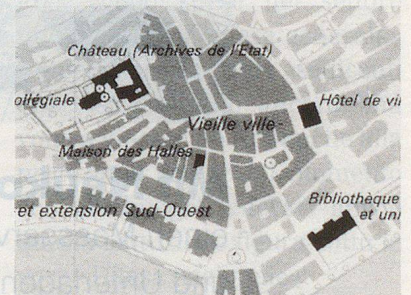 Château (Archives de l'Etat)
ollégiale
Hôtel de vil
Vieille ville
Maison des Halles
Bibliothèque
et uni
et extension Sud-Ouest